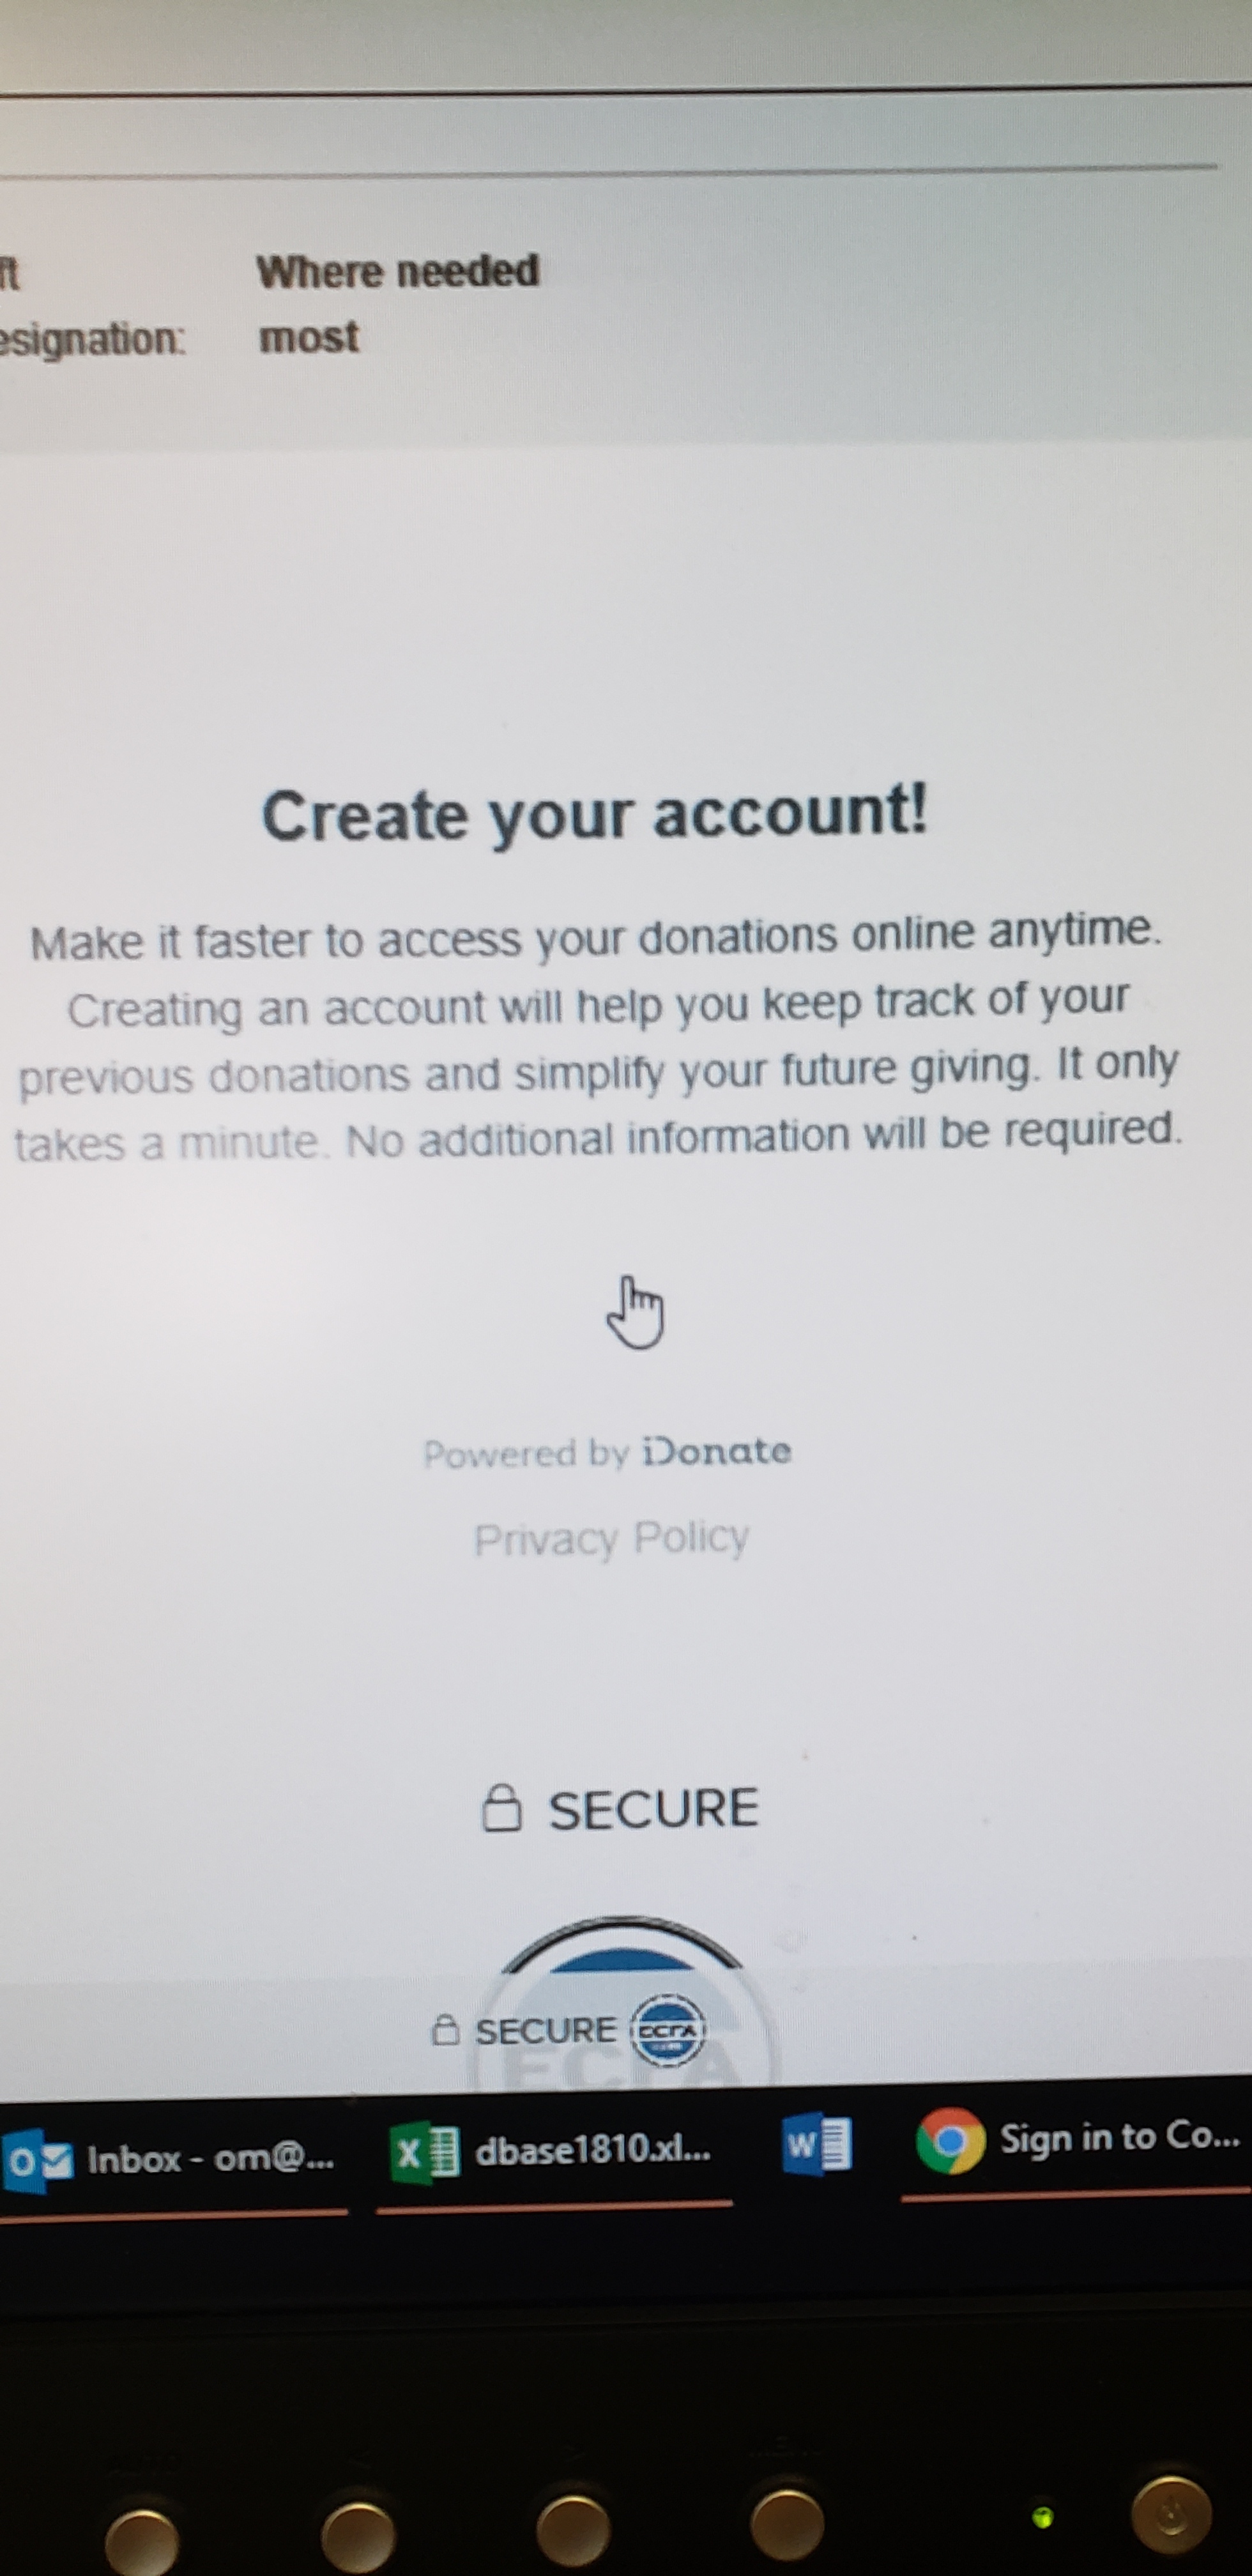 ft Where needed
esignation: most
Create your account!
Make it faster to access your donations online anytime.
Creating an account will help you keep track of your
previous donations and simplify your future giving. It only
takes a minute. No additional information will be required.
Powered by iDonate
Privacy Policy
SECURE
SECURE ECFA
ECFA
Inbox - om@... dbase1810.xl... Sign in to Co...